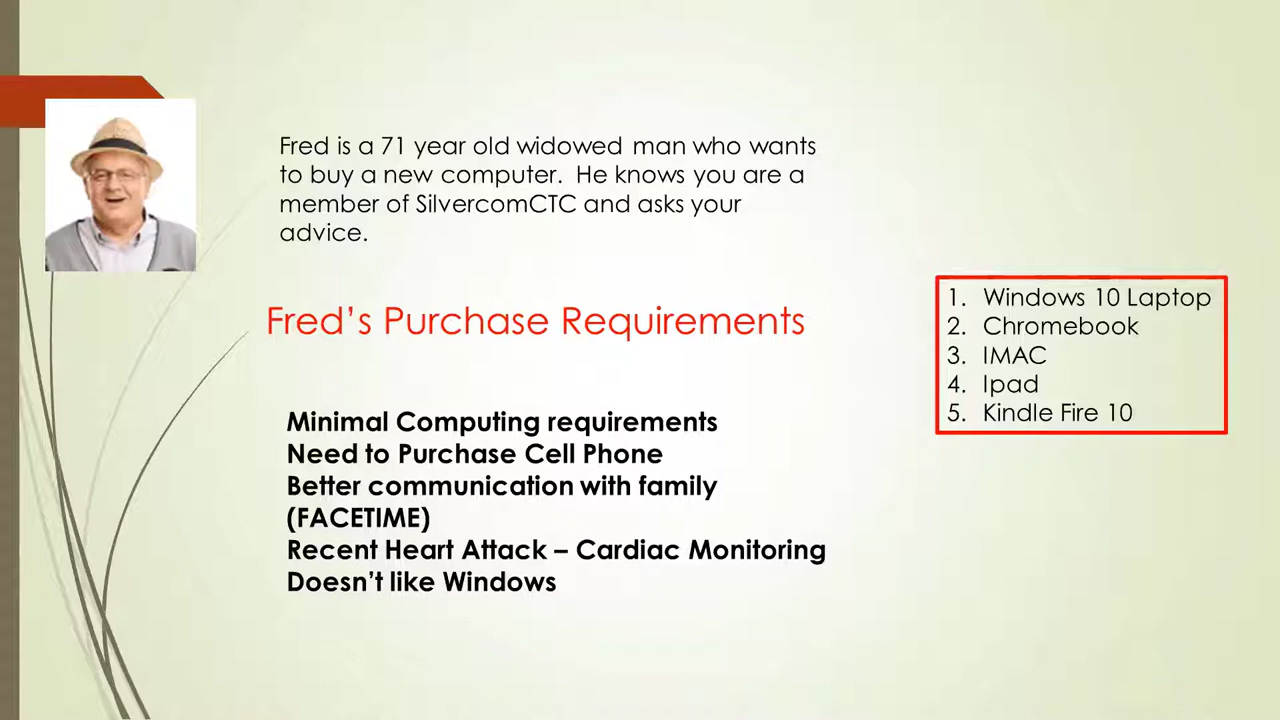 Fred is a 71 year old widowed man who wants
to buy a new computer. He knows you are a
member of SilvercomCTC and asks your
advice.
Fred's Purchase Requirements
Minimal Computing requirements
Need to Purchase Cell Phone
Better communication with family
(FACETIME)
Recent Heart Attack – Cardiac Monitoring
Doesn't like Windows
1. Windows 10 Laptop
2. Chromebook
3. IMAC
4. Ipad
5. Kindle Fire 10